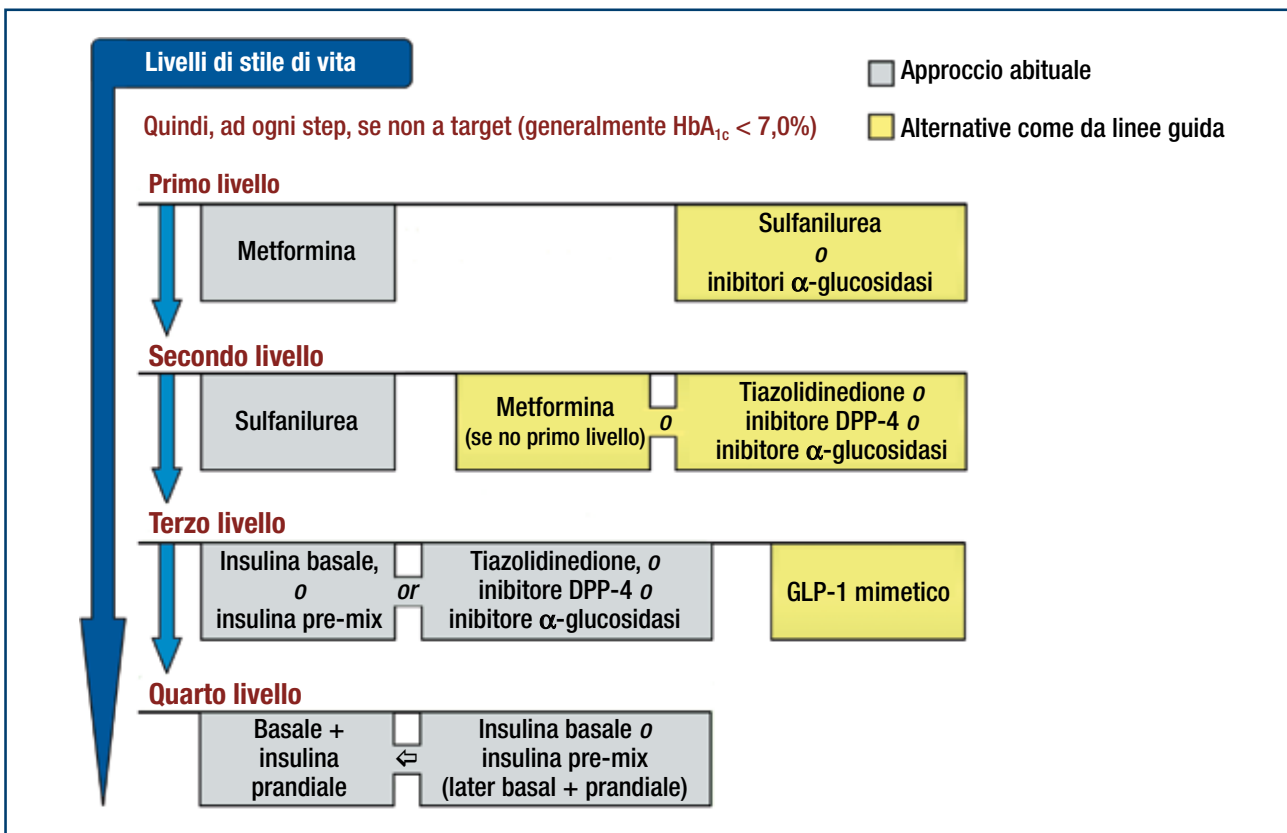 Livelli di stile di vita
Approccio abituale
Quindi, ad ogni step, se non a target (generalmente HbA1c < 7,0%)
Alternative come da linee guida
Primo livello
Metformina
Sulfanilurea
o
inibitori α-glucosidasi
Secondo livello
Sulfanilurea
Metformina
(se no primo livello)
o
Tiazolidinedione o
inibitore DPP-4 o
inibitore α-glucosidasi
Terzo livello
Insulina basale,
o
insulina pre-mix
or
Tiazolidinedione, o
inibitore DPP-4 o
inibitore α-glucosidasi
GLP-1 mimetico
Quarto livello
Basale +
insulina
prandiale
⇦
Insulina basale o
insulina pre-mix
(later basal + prandiale)